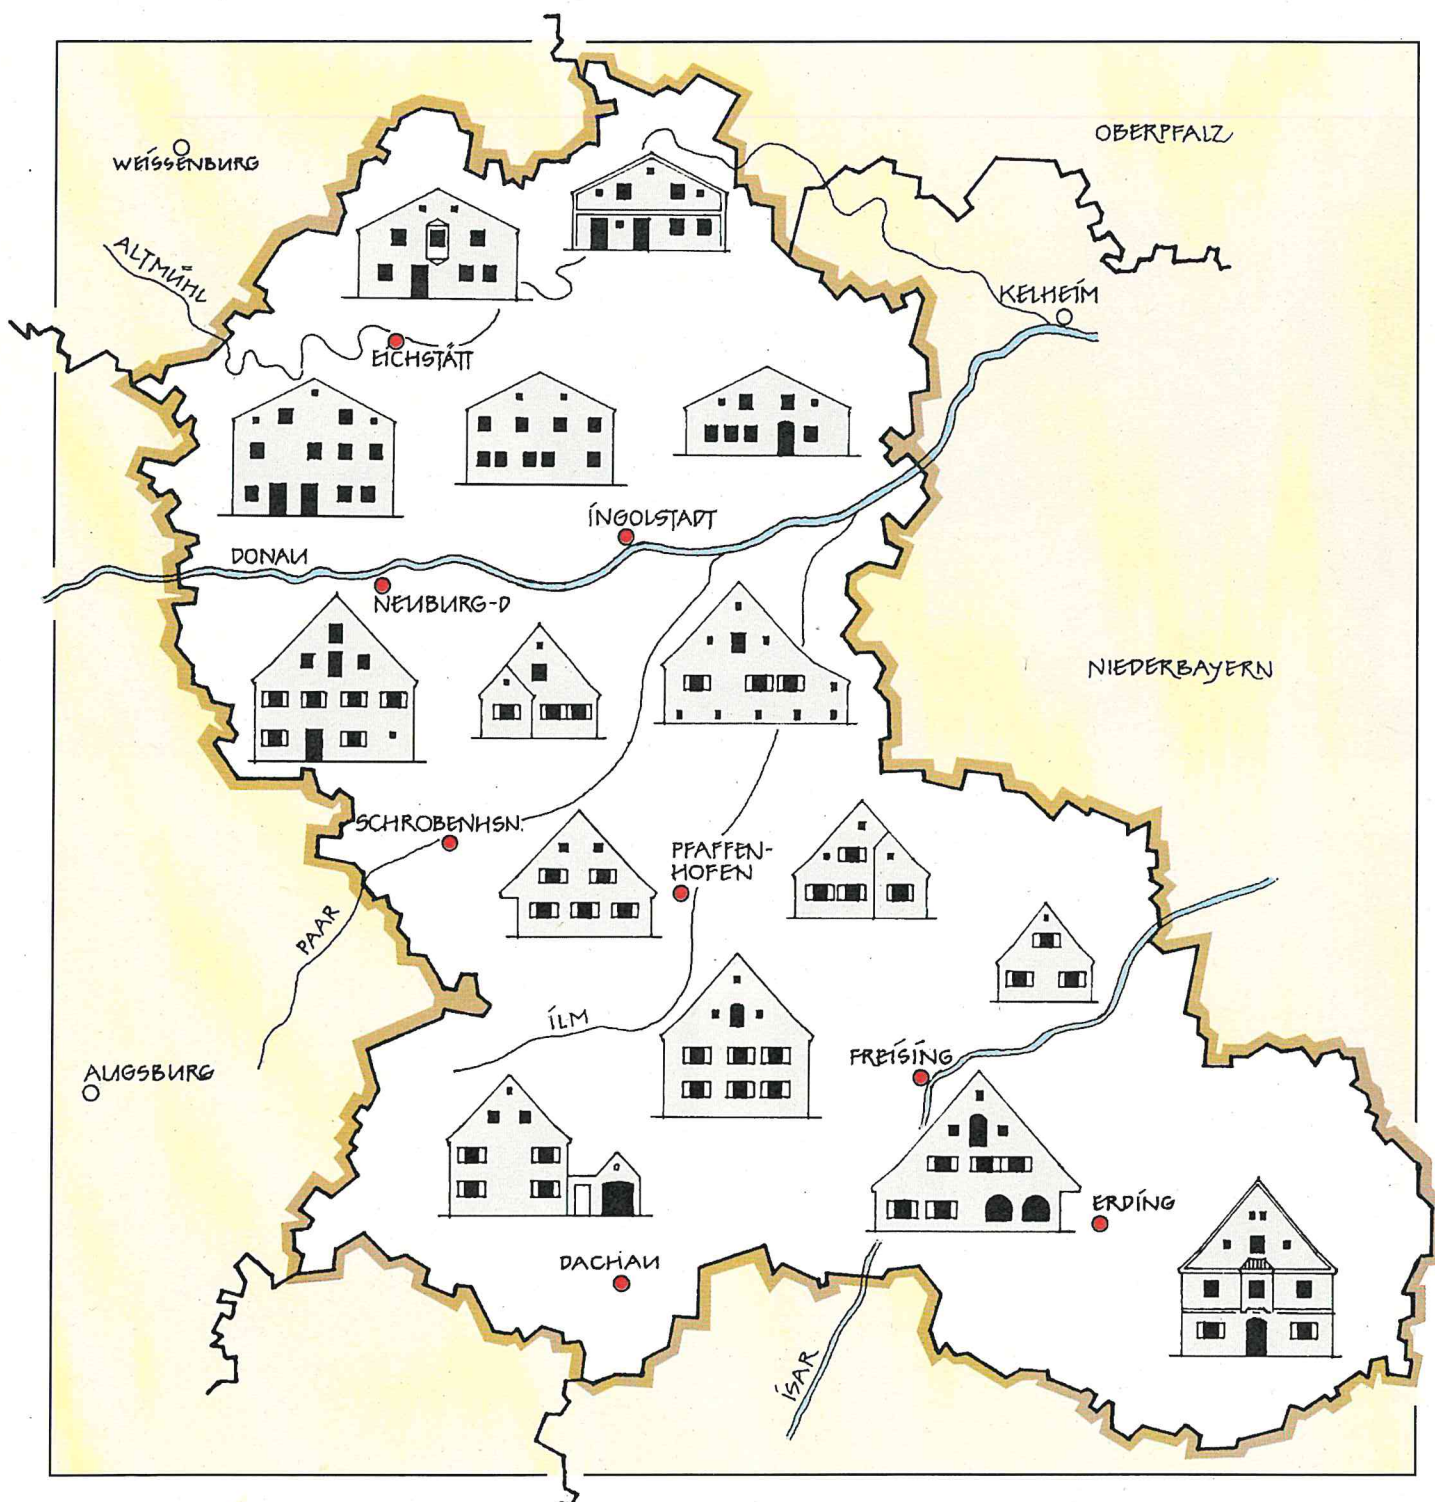 OBERPFALZ
WEISSENBURG
ALTMÜHL
KELHEIM
EICHSTÄTT
INGOLSTADT
DONAU
NEUBURG-D
NIEDERBAYERN
SCHROBENHSN.
PFAFFEN-
HOFEN
PAAR
ILM
FREISING
AUGSBURG
ERDING
DACHAU
ISAR